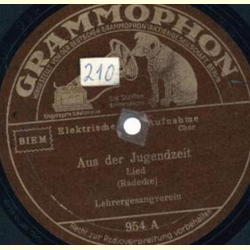 GRAMMOPHON
210
BIEM
Elektrische Aufnahme
Chor
Aus der Jugendzeit
Lied
(Radecke)
Lehrergesangverein
954 A